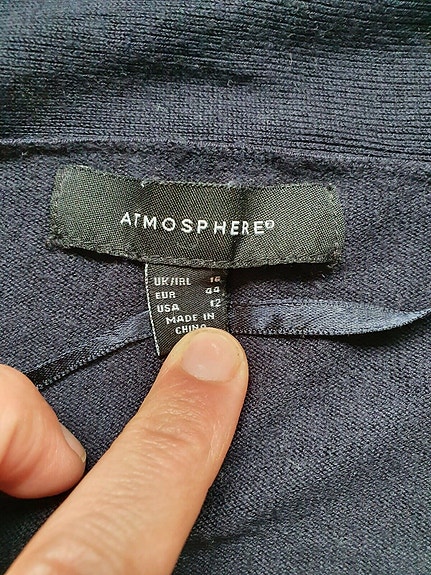 ATMOSPHERE®
UK/IRL 16
EUR 44
USA 12
MADE IN
CHINA